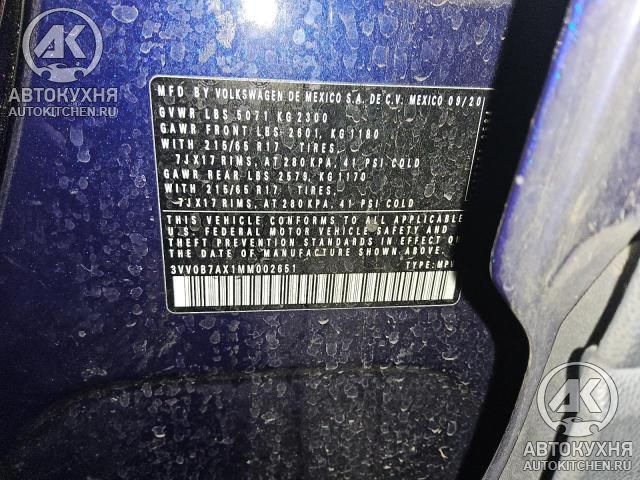 AK
АВТОКУХНЯ
AUTOKITCHEN.RU
MFD BY VOLKSWAGEN DE MEXICO S.A. DE C.V. MEXICO 09/20
GVWR LBS 5071 KG 2300
GAWR FRONT LBS 2601, KG 1180
WITH 215/65 R17 TIRES,
7JX17 RIMS, AT 280 KPA, 41 PSI COLD
GAWR REAR LBS 2579, KG 1170
WITH 215/65 R17 TIRES,
7JX17 RIMS, AT 280 KPA, 41 PSI COLD
THIS VEHICLE CONFORMS TO ALL APPLICABLE
U.S. FEDERAL MOTOR VEHICLE SAFETY AND
THEFT PREVENTION STANDARDS IN EFFECT ON
THE DATE OF MANUFACTURE SHOWN ABOVE.
3VV0B7AX1MM002651 TYPE: MP
AK
АВТОКУХНЯ
AUTOKITCHEN.RU